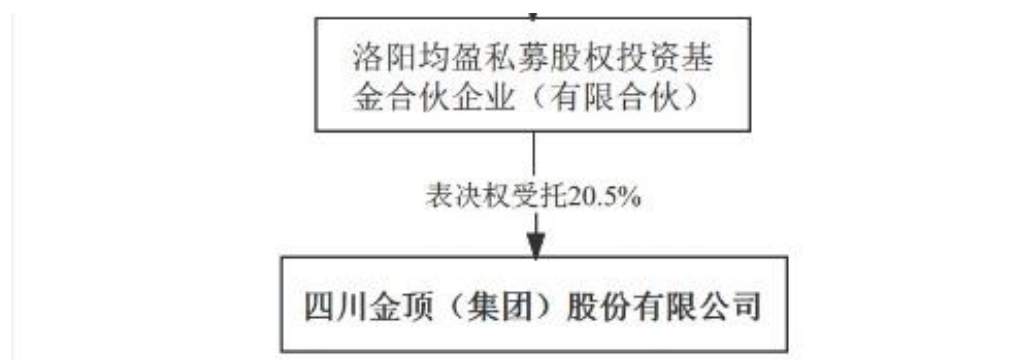 洛阳均盈私募股权投资基
金合伙企业（有限合伙）
表决权受托20.5%
四川金顶（集团）股份有限公司